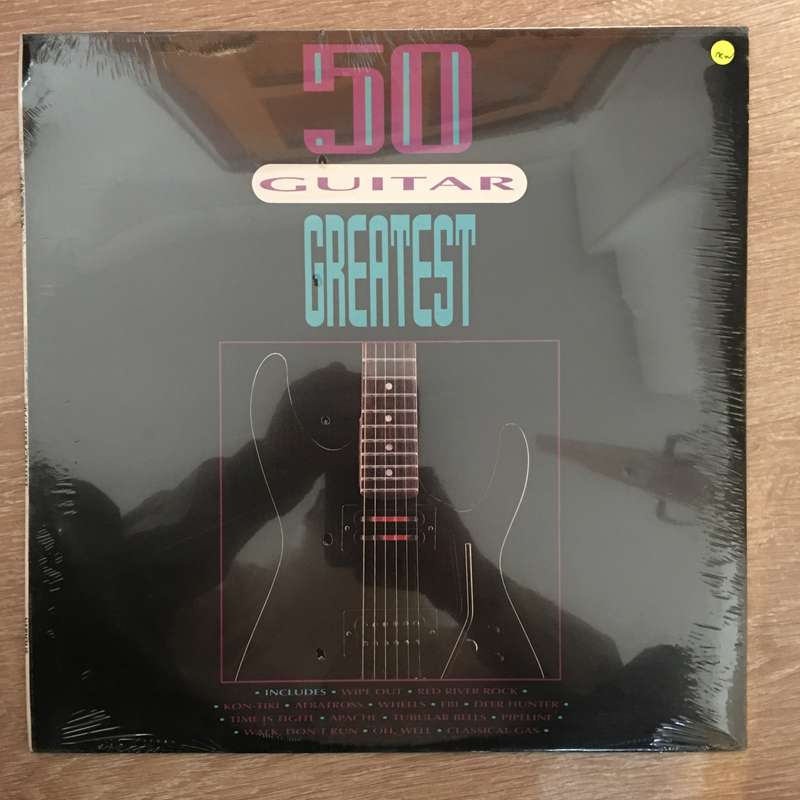 50
new
GUITAR
GREATEST
• INCLUDES • WIPE OUT • RED RIVER ROCK •
• KON-TIKI • ALBATROSS • WHEELS • FBI • DEER HUNTER •
• TIME IS TIGHT • APACHE • TUBULAR BELLS • PIPELINE •
• WALK, DON'T RUN • OH, WELL • CLASSICAL GAS •